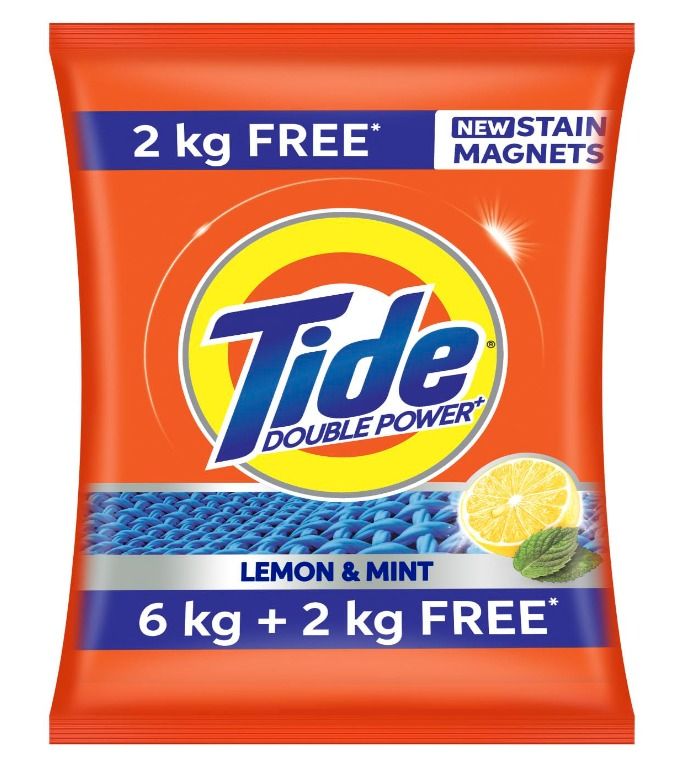 2 kg FREE*
NEW STAIN
MAGNETS
Tide®
DOUBLE POWER+
LEMON & MINT
6 kg + 2 kg FREE*